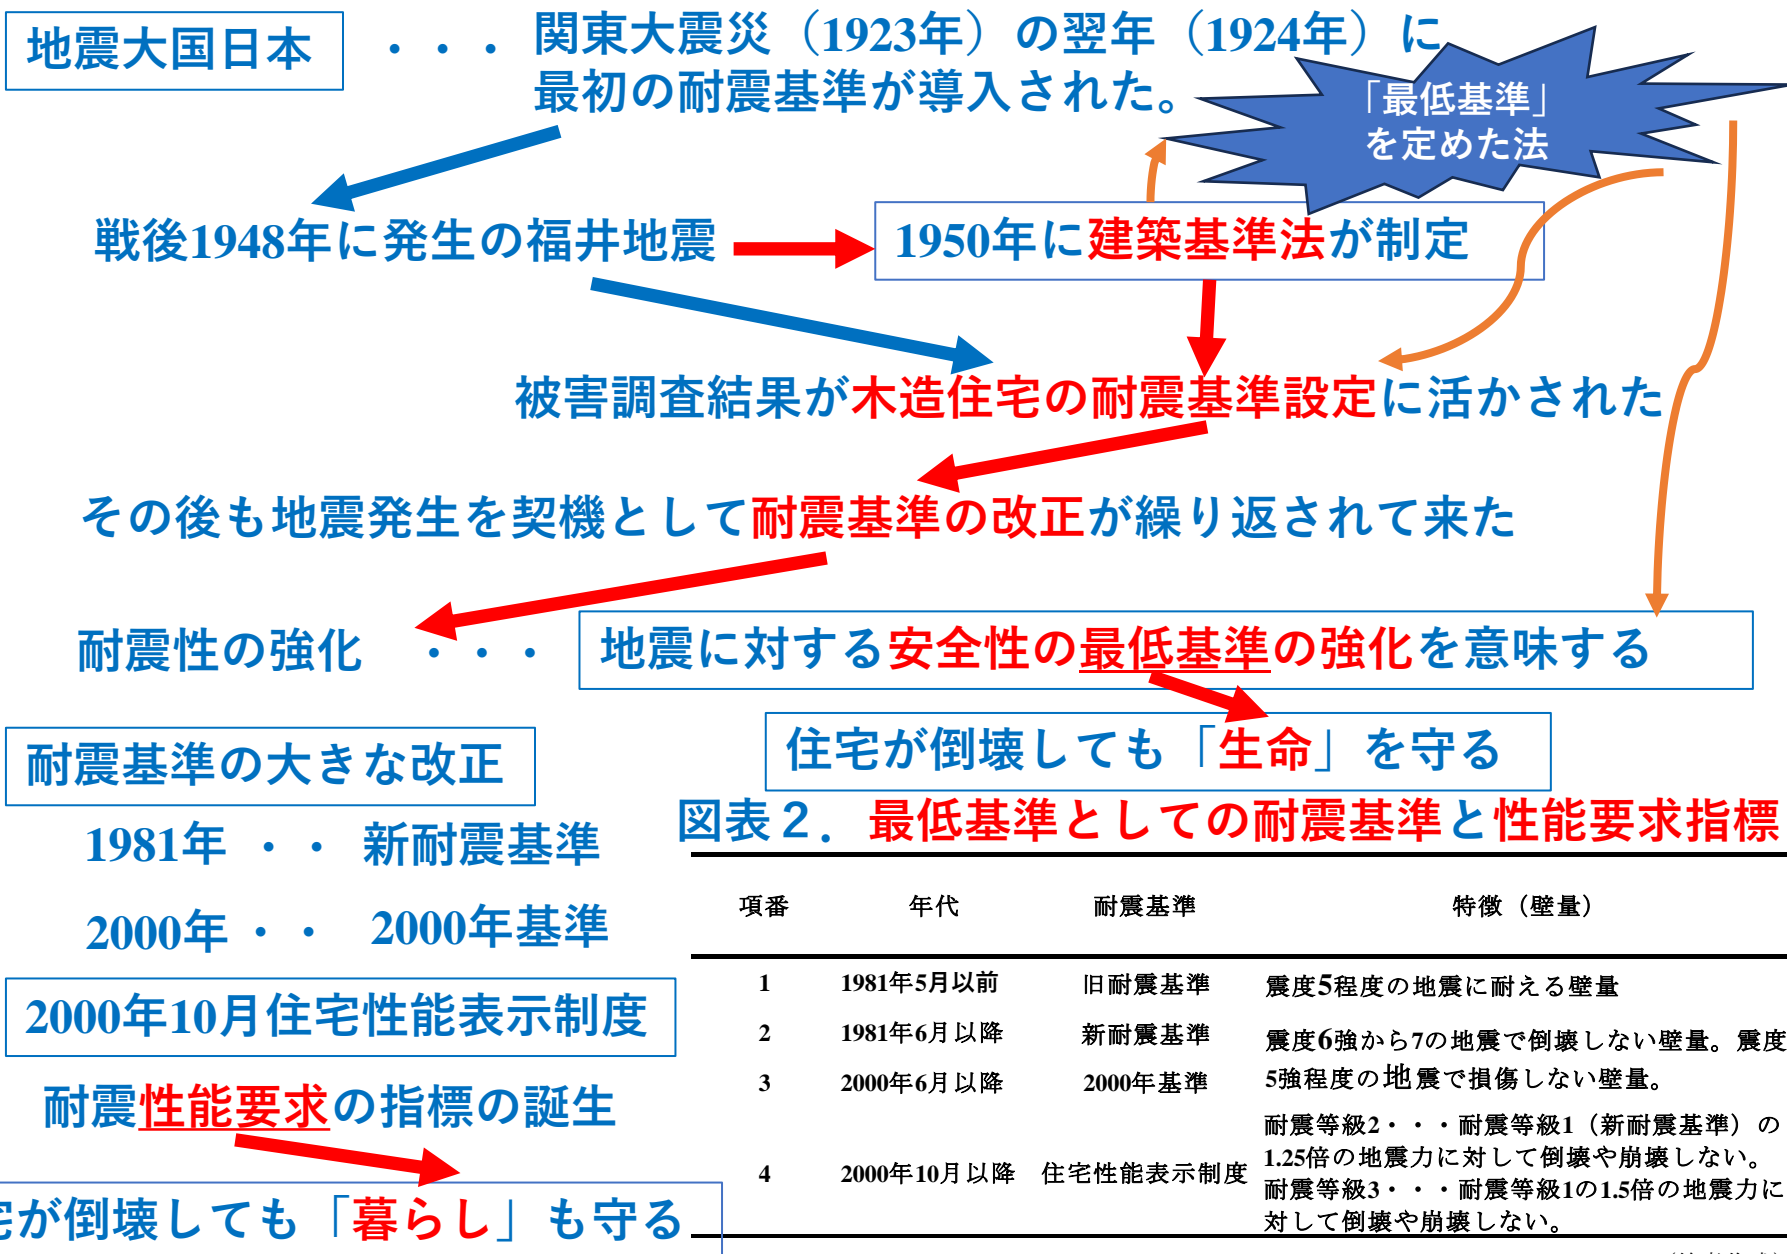 地震大国日本 ・・・ 関東大震災（1923年）の翌年（1924年）に
最初の耐震基準が導入された。
「最低基準」
を定めた法
戦後1948年に発生の福井地震
1950年に建築基準法が制定
被害調査結果が木造住宅の耐震基準設定に活かされた
その後も地震発生を契機として耐震基準の改正が繰り返されて来た
耐震性の強化 ・・・ 地震に対する安全性の最低基準の強化を意味する
住宅が倒壊しても「生命」を守る
耐震基準の大きな改正
1981年 ・・ 新耐震基準
2000年 ・・ 2000年基準
2000年10月住宅性能表示制度
耐震性能要求の指標の誕生
宅が倒壊しても「暮らし」も守る
図表２．最低基準としての耐震基準と性能要求指標
項番 年代 耐震基準 特徴（壁量）
1 1981年5月以前 旧耐震基準 震度5程度の地震に耐える壁量
2 1981年6月以降 新耐震基準 震度6強から7の地震で倒壊しない壁量。震度
3 2000年6月以降 2000年基準 5強程度の地震で損傷しない壁量。
4 2000年10月以降 住宅性能表示制度
耐震等級2・・・耐震等級1（新耐震基準）の
1.25倍の地震力に対して倒壊や崩壊しない。
耐震等級3・・・耐震等級1の1.5倍の地震力に
対して倒壊や崩壊しない。